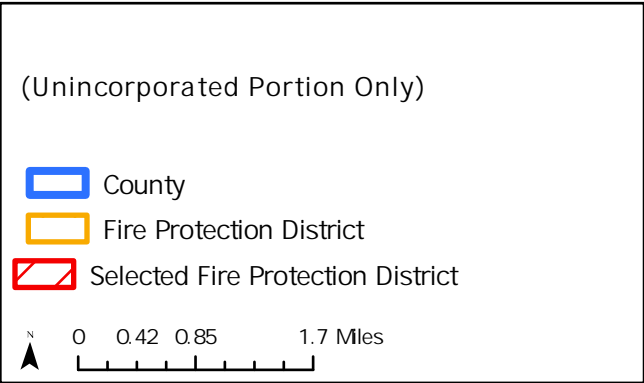 (Unincorporated Portion Only)
County
Fire Protection District
Selected Fire Protection District
N
0 0.42 0.85 1.7 Miles